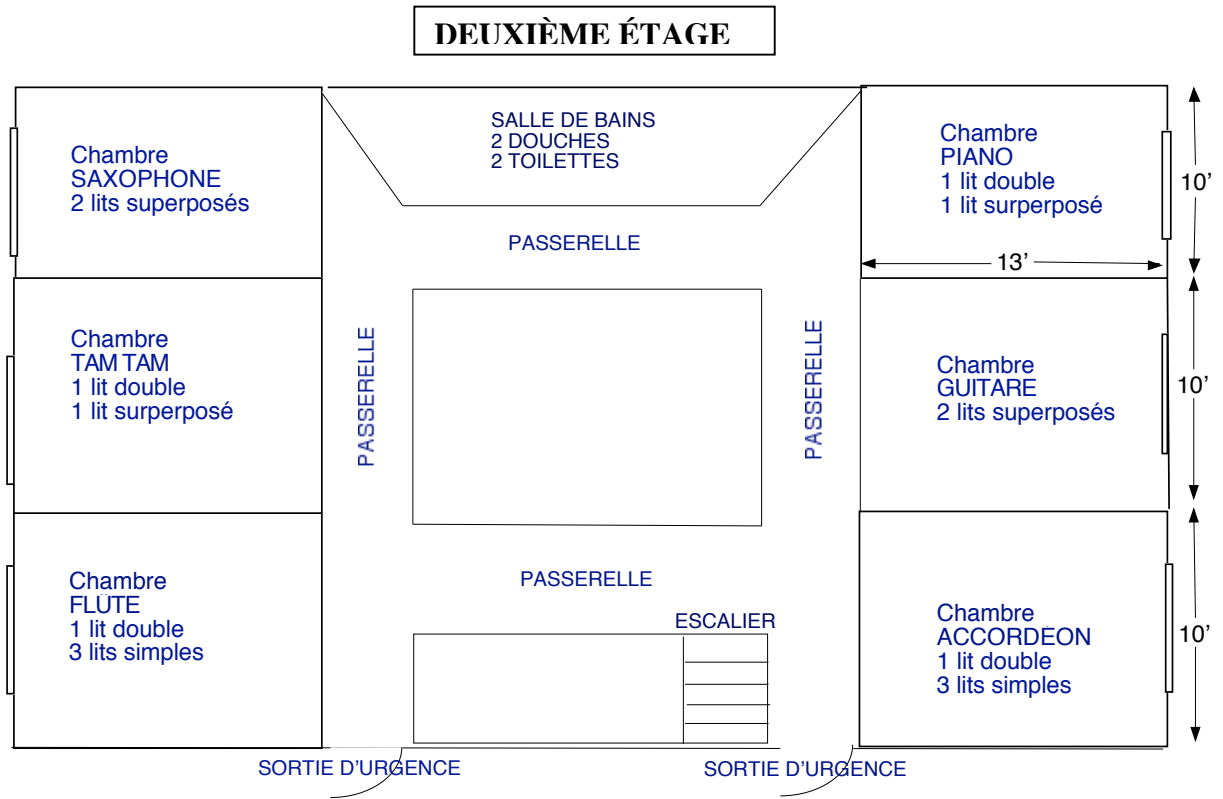 DEUXIÈME ÉTAGE
Chambre
SAXOPHONE
2 lits superposés
SALLE DE BAINS
2 DOUCHES
2 TOILETTES
Chambre
PIANO
1 lit double
1 lit surperposé
10'
PASSERELLE
13'
Chambre
TAM TAM
1 lit double
1 lit surperposé
PASSERELLE
PASSERELLE
Chambre
GUITARE
2 lits superposés
10'
Chambre
FLÛTE
1 lit double
3 lits simples
PASSERELLE
ESCALIER
Chambre
ACCORDÉON
1 lit double
3 lits simples
10'
SORTIE D'URGENCE
SORTIE D'URGENCE